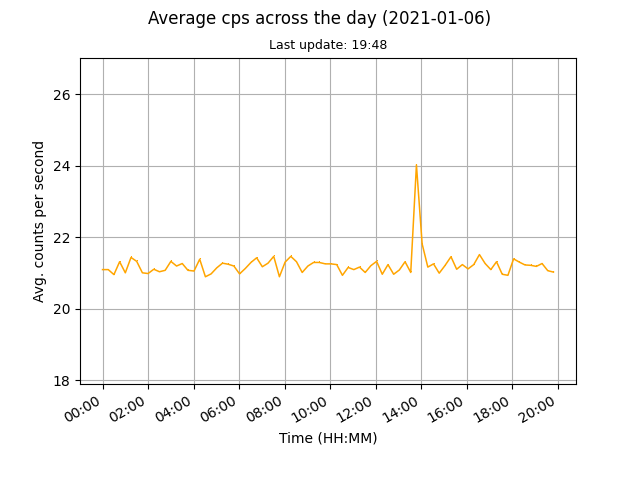 Average cps across the day (2021-01-06)
Last update: 19:48
Avg. counts per second
26
24
22
20
18
00:00 02:00 04:00 06:00 08:00 10:00 12:00 14:00 16:00 18:00 20:00
Time (HH:MM)